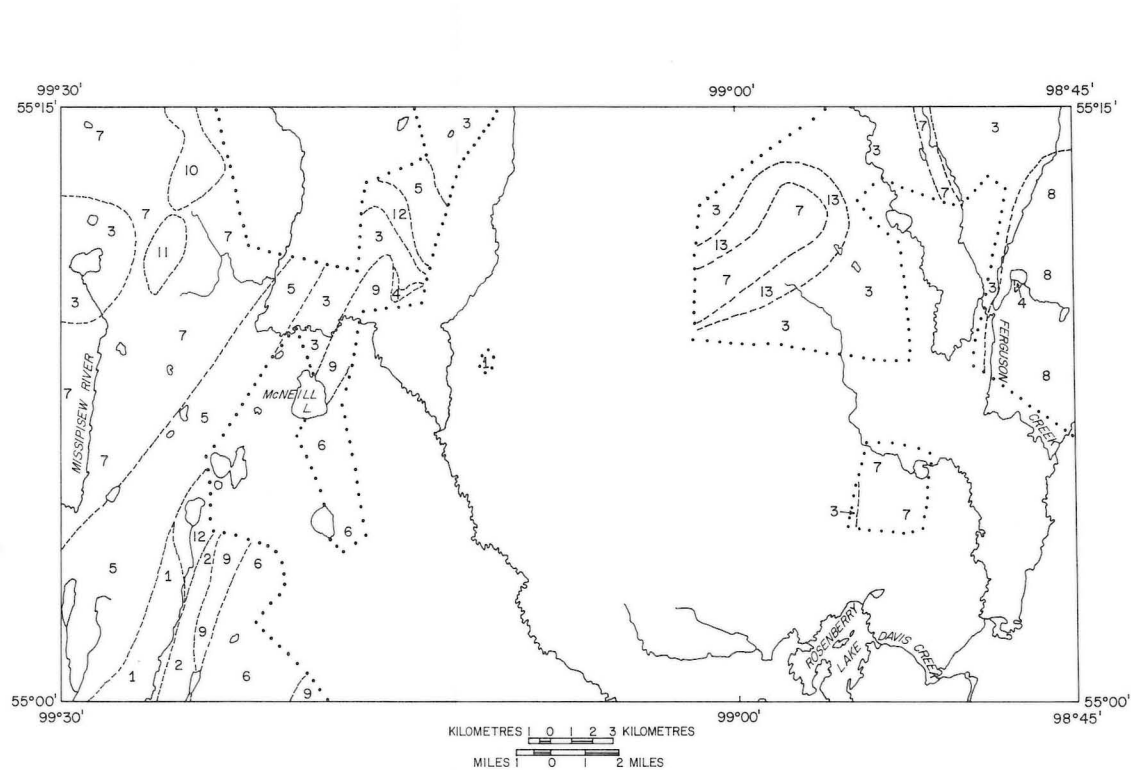 99°30' 99°00' 98°45'
55°15' 55°15'
7 3 7 3
10 3
5 8
7 12 3 7 13
3 7 3 13
11
5 3 9 4 7 13 3 3 8
3 4
7 3 3
FERGUSON
1
9
7 McNEILL 8
L
MISSIPISEW RIVER
5 CREEK
7 6 7
3 7
12 6
5 1 2 9 6
9 ROSENBERRY
LAKE
DAVIS CREEK
1 2 6
9
55°00' 55°00'
99°30' 99°00' 98°45'
KILOMETRES 1 0 1 2 3 KILOMETRES
MILES 1 0 1 2 MILES